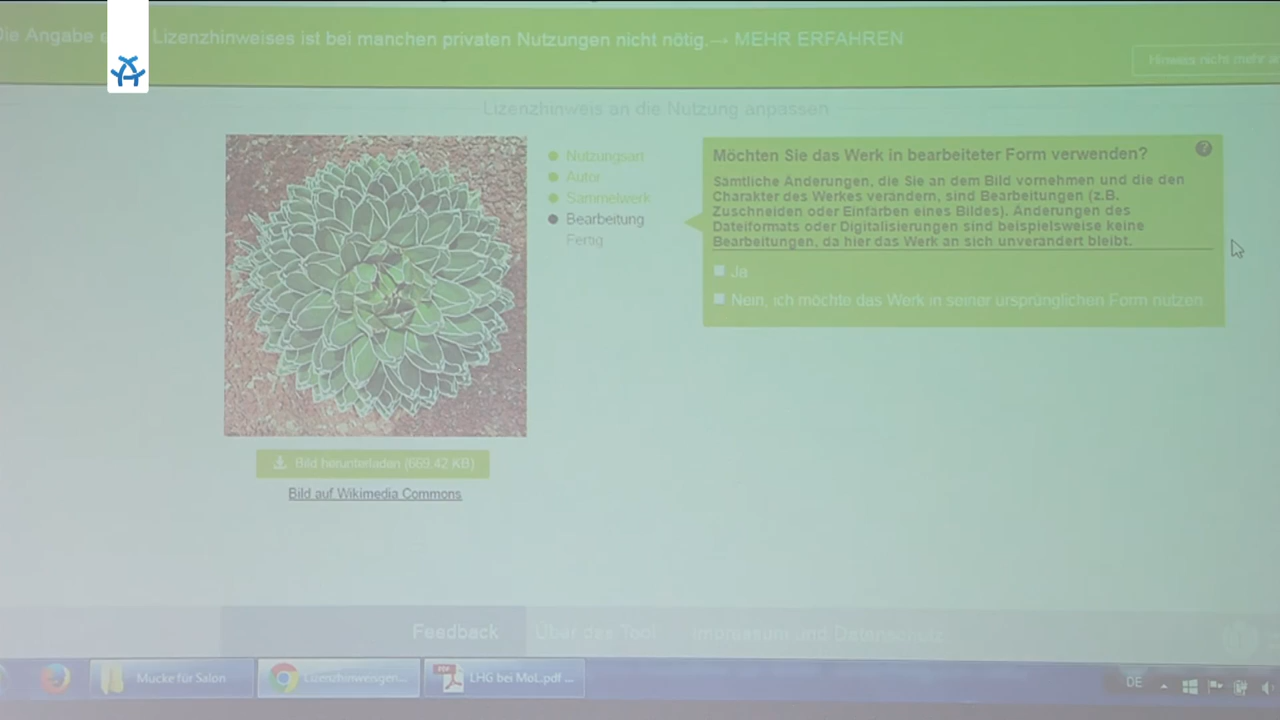 Die Angabe e Lizenzhinweises ist bei manchen privaten Nutzungen nicht nötig.→ MEHR ERFAHREN
Hinweis nicht mehr a
Lizenzhinweis an die Nutzung anpassen
Nutzungsart
Autor
Sammelwerk
Bearbeitung
Fertig
Möchten Sie das Werk in bearbeiteter Form verwenden?
?
Sämtliche Änderungen, die Sie an dem Bild vornehmen und die den
Charakter des Werkes verändern, sind Bearbeitungen (z.B.
Zuschneiden oder Einfärben eines Bildes). Änderungen des
Dateiformats oder Digitalisierungen sind beispielsweise keine
Bearbeitungen, da hier das Werk an sich unverändert bleibt.
Ja
Nein, ich möchte das Werk in seiner ursprünglichen Form nutzen
Bild herunterladen (669.42 KB)
Bild auf Wikimedia Commons
Feedback Über das Tool Impressum und Datenschutz
Mucke für Salon Lizenzhinweisgen... PDF LHG bei MoL.pdf ... DE